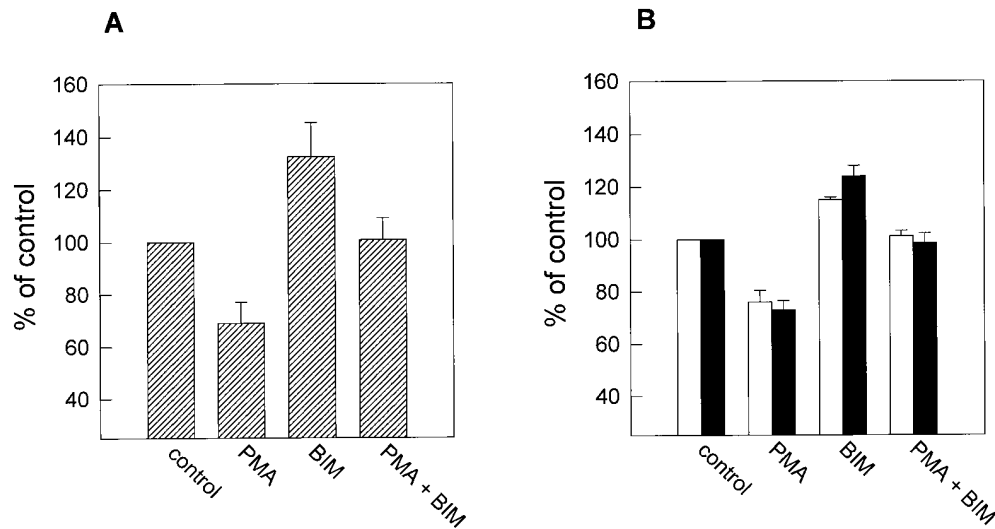 A
160
140
120
100
80
60
40
% of control
control
PMA
BIM
PMA + BIM
B
160
140
120
100
80
60
40
% of control
control
PMA
BIM
PMA + BIM